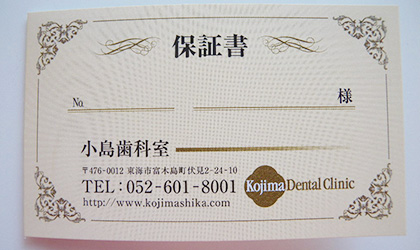 保証書
No.
様
小島歯科室
〒476-0012 東海市富木島町伏見2-24-10
TEL:052-601-8001
Kojima Dental Clinic
http://www.kojimashika.com